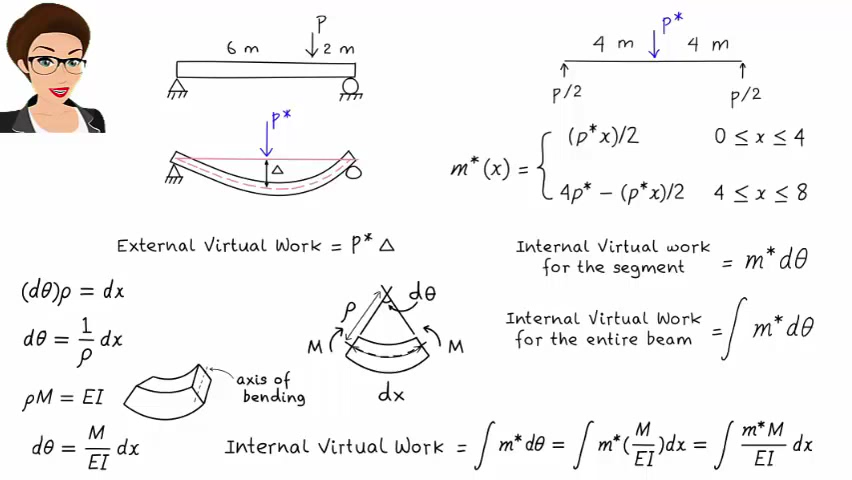 P
6 m
2 m
P*
Δ
External Virtual Work = P* Δ
P*
4 m
4 m
P/2
P/2
m*(x) = { (P*x)/2 0 ≤ x ≤ 4
4P* − (P*x)/2 4 ≤ x ≤ 8
Internal Virtual work
for the segment = m* dθ
Internal Virtual Work
for the entire beam = ∫ m* dθ
(dθ)ρ = dx
dθ = 1/ρ dx
ρM = EI
dθ = M/EI dx
axis of
bending
ρ
dθ
M
M
dx
Internal Virtual Work = ∫ m* dθ = ∫ m*(M/EI)dx = ∫ m*M/EI dx